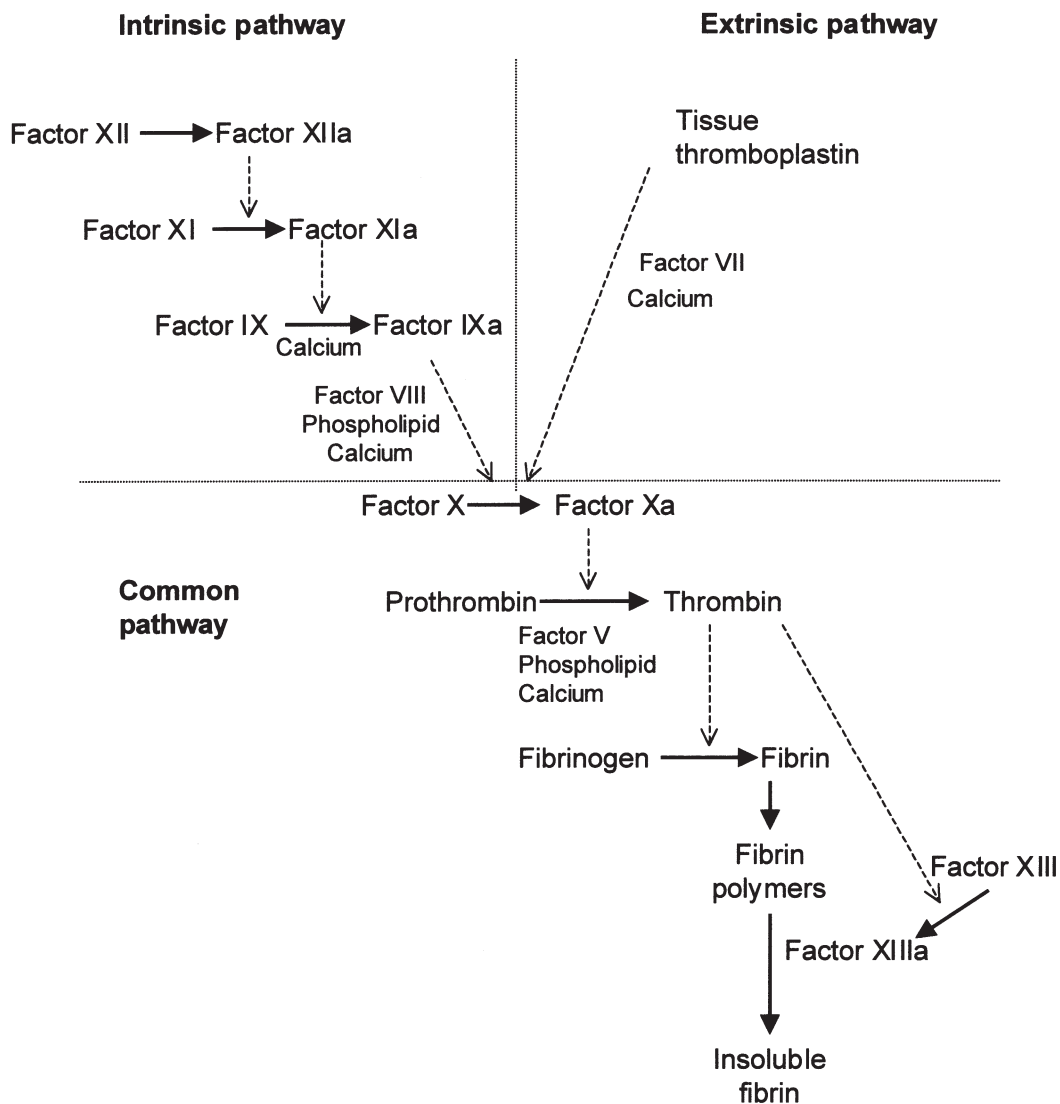 Intrinsic pathway
Extrinsic pathway
Factor XII
Factor XIIa
Tissue
thromboplastin
Factor XI
Factor XIa
Factor VII
Calcium
Factor IX
Factor IXa
Calcium
Factor VIII
Phospholipid
Calcium
Factor X
Factor Xa
Common
pathway
Prothrombin
Thrombin
Factor V
Phospholipid
Calcium
Fibrinogen
Fibrin
Fibrin
polymers
Factor XIII
Factor XIIIa
Insoluble
fibrin